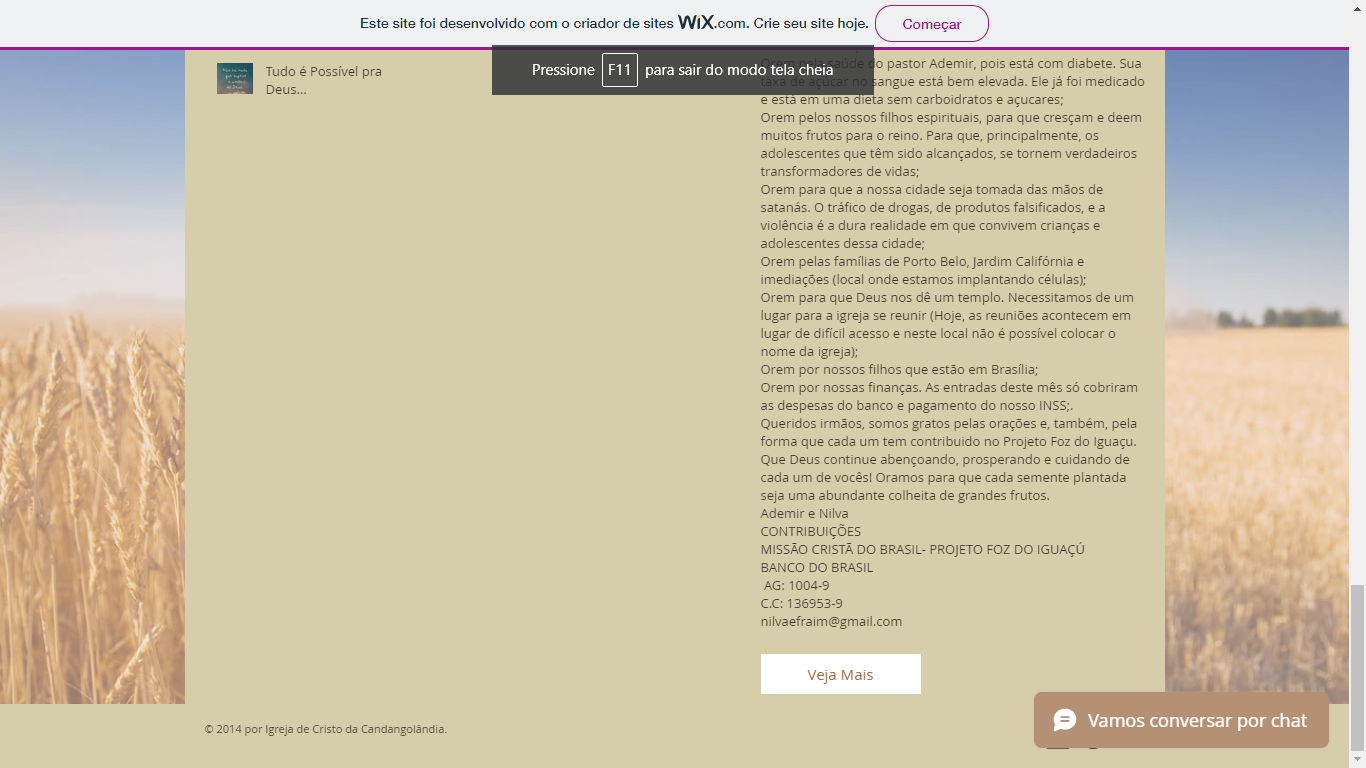 Este site foi desenvolvido com o criador de sites WiX.com. Crie seu site hoje.
Começar
Pressione F11 para sair do modo tela cheia
Tudo é Possível pra
Deus...
Orem pela saúde do pastor Ademir, pois está com diabete. Sua
taxa de açúcar no sangue está bem elevada. Ele já foi medicado
e está em uma dieta sem carboidratos e açucares;
Orem pelos nossos filhos espirituais, para que cresçam e deem
muitos frutos para o reino. Para que, principalmente, os
adolescentes que têm sido alcançados, se tornem verdadeiros
transformadores de vidas;
Orem para que a nossa cidade seja tomada das mãos de
satanás. O tráfico de drogas, de produtos falsificados, e a
violência é a dura realidade em que convivem crianças e
adolescentes dessa cidade;
Orem pelas famílias de Porto Belo, Jardim Califórnia e
imediações (local onde estamos implantando células);
Orem para que Deus nos dê um templo. Necessitamos de um
lugar para a igreja se reunir (Hoje, as reuniões acontecem em
lugar de difícil acesso e neste local não é possível colocar o
nome da igreja);
Orem por nossos filhos que estão em Brasília;
Orem por nossas finanças. As entradas deste mês só cobriram
as despesas do banco e pagamento do nosso INSS;.
Queridos irmãos, somos gratos pelas orações e, também, pela
forma que cada um tem contribuido no Projeto Foz do Iguaçu.
Que Deus continue abençoando, prosperando e cuidando de
cada um de vocês! Oramos para que cada semente plantada
seja uma abundante colheita de grandes frutos.
Ademir e Nilva
CONTRIBUIÇÕES
MISSÃO CRISTÃ DO BRASIL- PROJETO FOZ DO IGUAÇÚ
BANCO DO BRASIL
AG: 1004-9
C.C: 136953-9
nilvaefraim@gmail.com
Veja Mais
Vamos conversar por chat
© 2014 por Igreja de Cristo da Candangolândia.